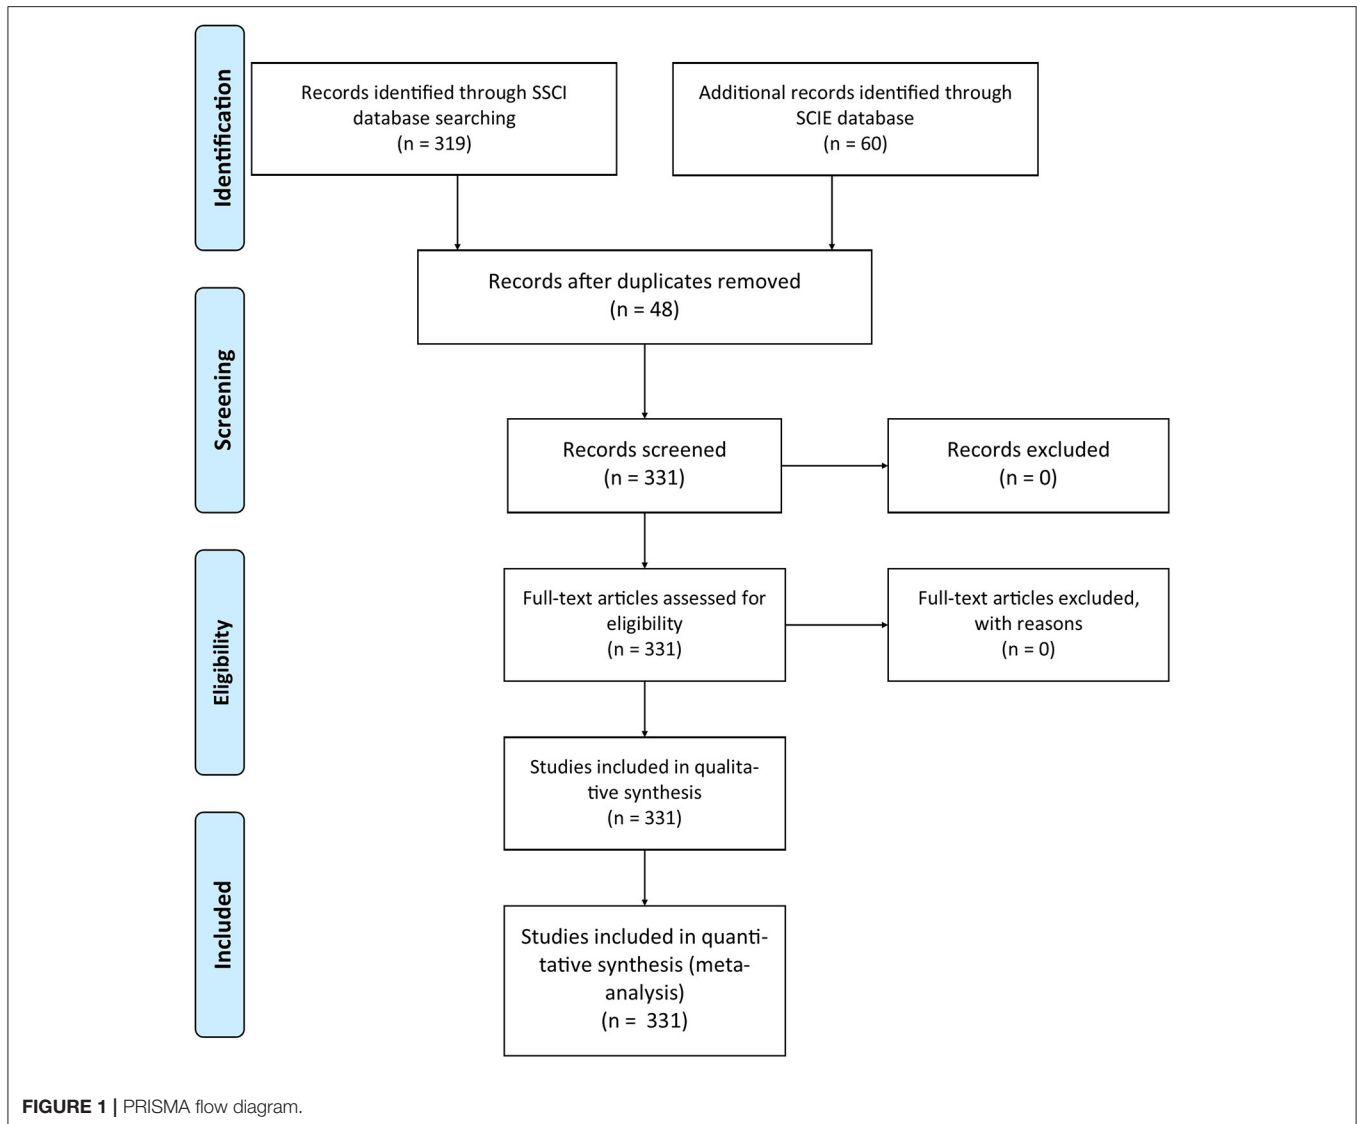 Identification
Records identified through SSCI
database searching
(n = 319)
Additional records identified through
SCIE database
(n = 60)
Records after duplicates removed
(n = 48)
Screening
Records screened
(n = 331)
Records excluded
(n = 0)
Eligibility
Full-text articles assessed for
eligibility
(n = 331)
Full-text articles excluded,
with reasons
(n = 0)
Studies included in qualita-
tive synthesis
(n = 331)
Included
Studies included in quanti-
tative synthesis (meta-
analysis)
(n = 331)
FIGURE 1 | PRISMA flow diagram.